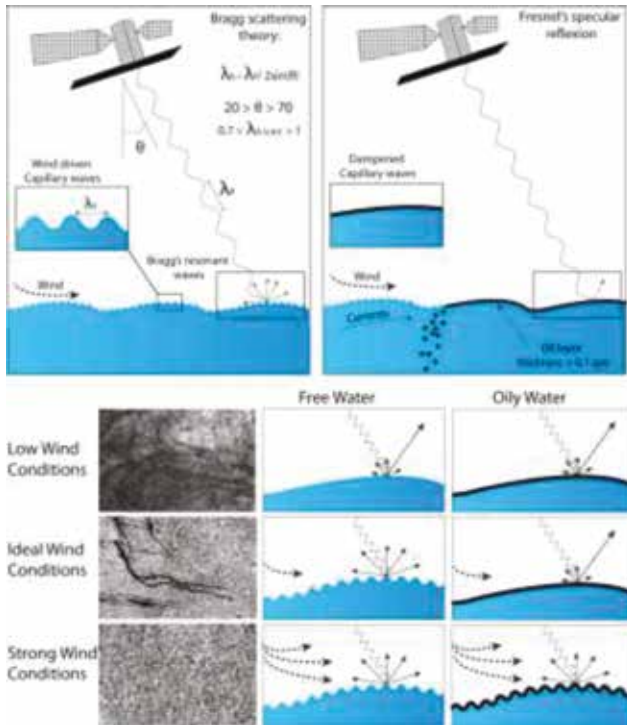 Bragg scattering
theory:
20 > θ > 70
θ
Wind driven
Capillary waves
Bragg's resonant
waves
Wind
Fresnel's specular
reflexion
Dampened
Capillary waves
Wind
Currents
Oil layer
Free Water
Oily Water
Low Wind
Conditions
Ideal Wind
Conditions
Strong Wind
Conditions